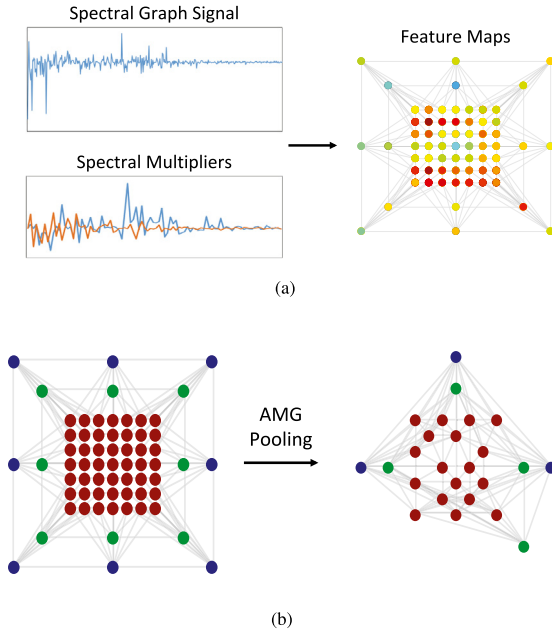 Spectral Graph Signal
Feature Maps
Spectral Multipliers
(a)
AMG
Pooling
(b)